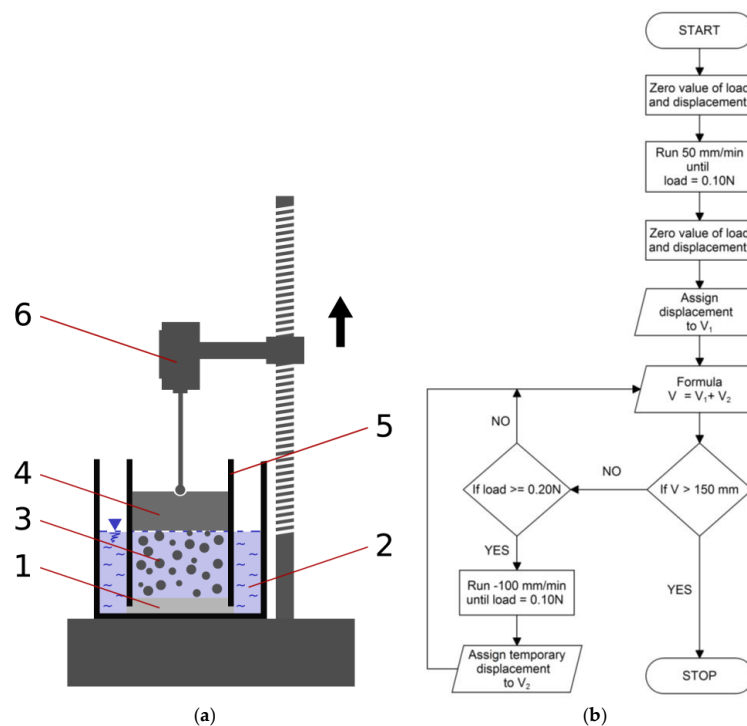 6
5
4
3
2
1
(a)
START
Zero value of load
and displacement
Run 50 mm/min
until
load = 0.10N
Zero value of load
and displacement
Assign
displacement
to V₁
Formula
V = V₁+ V₂
NO
If load >= 0.20N
NO
If V > 150 mm
YES
Run -100 mm/min
until load = 0.10N
YES
Assign temporary
displacement
to V₂
STOP
(b)